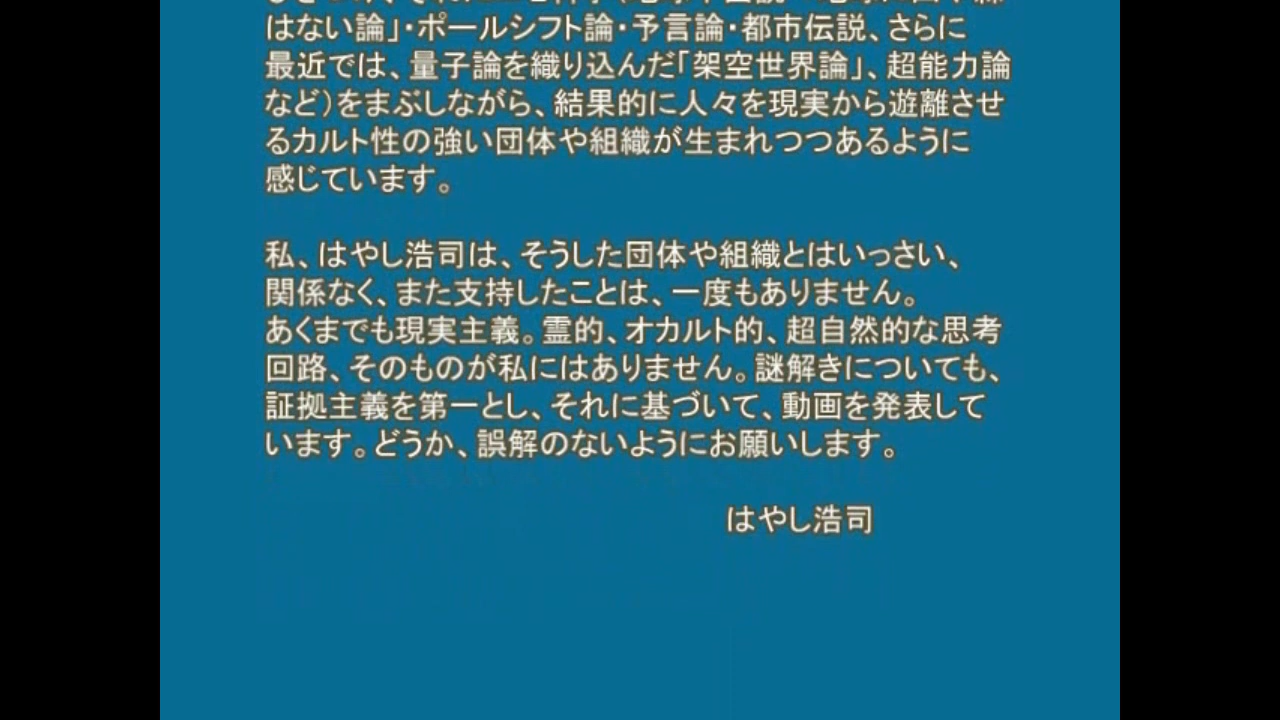 はない論」・ポールシフト論・予言論・都市伝説、さらに
最近では、量子論を織り込んだ「架空世界論」、超能力論
など)をまぶしながら、結果的に人々を現実から遊離させ
るカルト性の強い団体や組織が生まれつつあるように
感じています。
私、はやし浩司は、そうした団体や組織とはいっさい、
関係なく、また支持したことは、一度もありません。
あくまでも現実主義。霊的、オカルト的、超自然的な思考
回路、そのものが私にはありません。謎解きについても、
証拠主義を第一とし、それに基づいて、動画を発表して
います。どうか、誤解のないようにお願いします。
はやし浩司